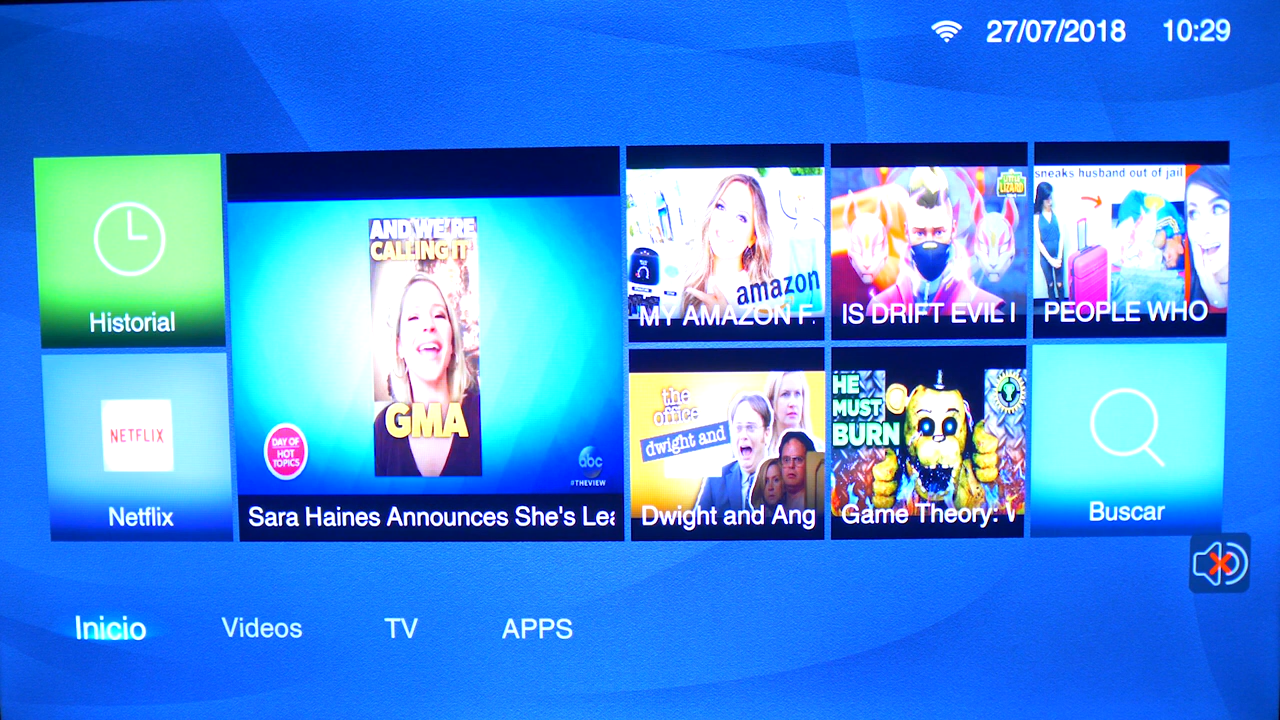 27/07/2018 10:29
Historial
AND WE'RE
CALLING IT
GMA
DAY OF
HOT
TOPICS
abc
#THEVIEW
Sara Haines Announces She's Lea
amazon
MY AMAZON F.
LIZARD
IS DRIFT EVIL I
sneaks husband out of jail
PEOPLE WHO
NETFLIX
Netflix
the
office
dwight and
Dwight and Ang
HE
MUST
BURN
Game Theory: W
Buscar
Inicio Videos TV APPS